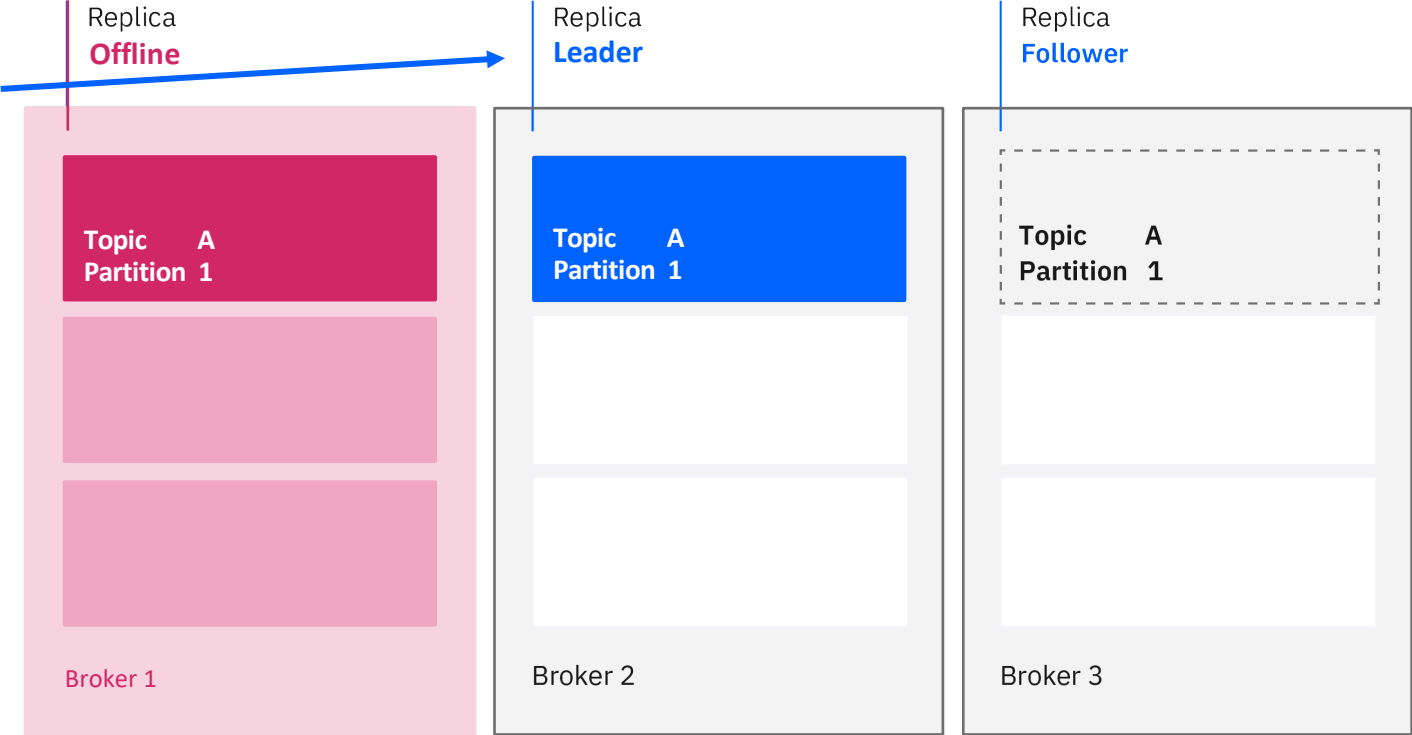 Replica
Offline
Replica
Leader
Replica
Follower
Topic A
Partition 1
Topic A
Partition 1
Topic A
Partition 1
Broker 1
Broker 2
Broker 3